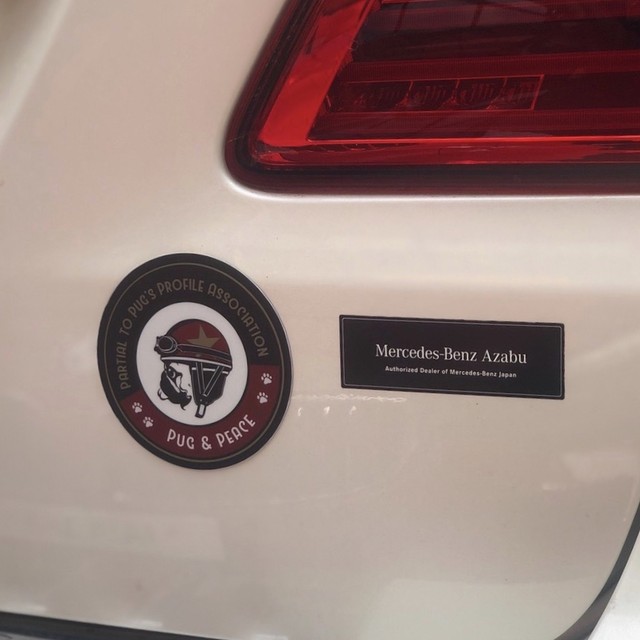 PARTIAL TO PUG'S PROFILE ASSOCIATION
PUG & PEACE
Mercedes-Benz Azabu
Authorized Dealer of Mercedes-Benz Japan